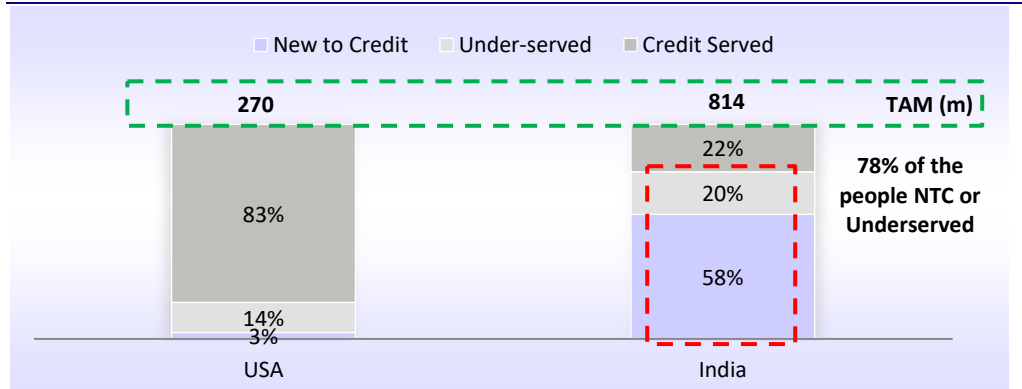 New to Credit Under-served Credit Served
270 814 TAM (m)
22%
78% of the
people NTC or
Underserved
20%
83%
58%
14%
3%
USA India